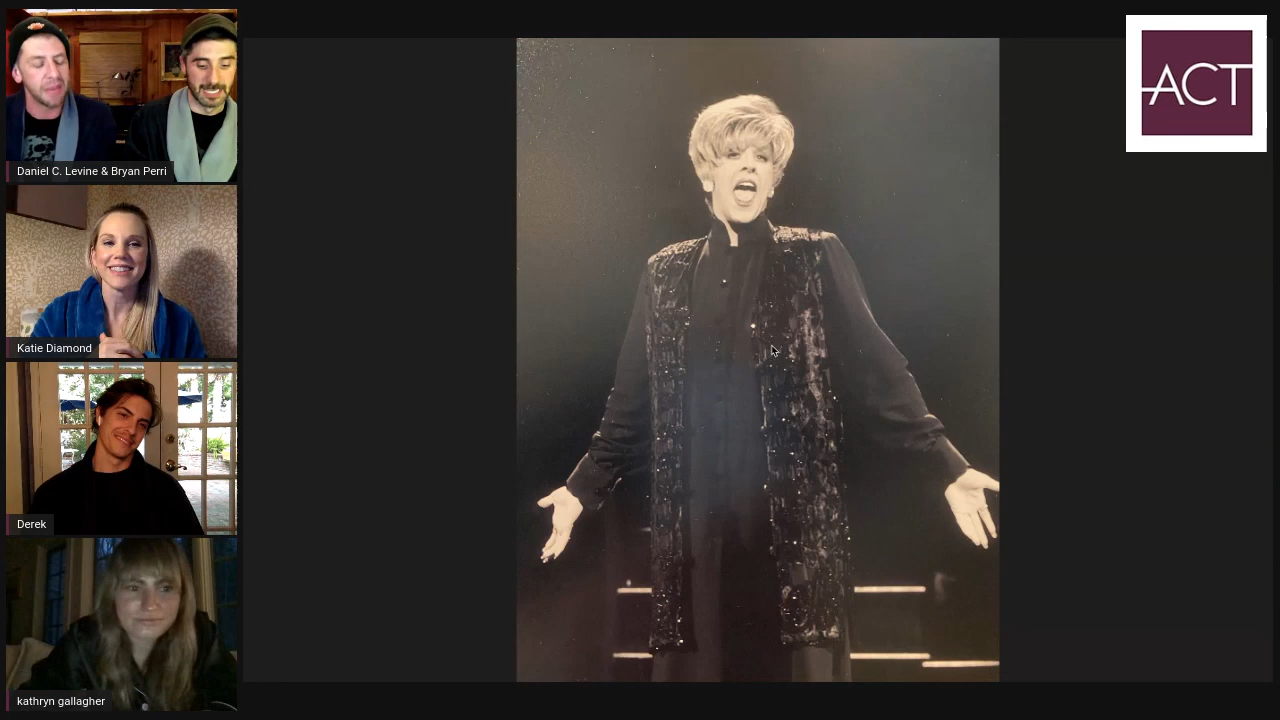 Daniel C. Levine & Bryan Perri
Katie Diamond
Derek
kathryn gallagher
ACT